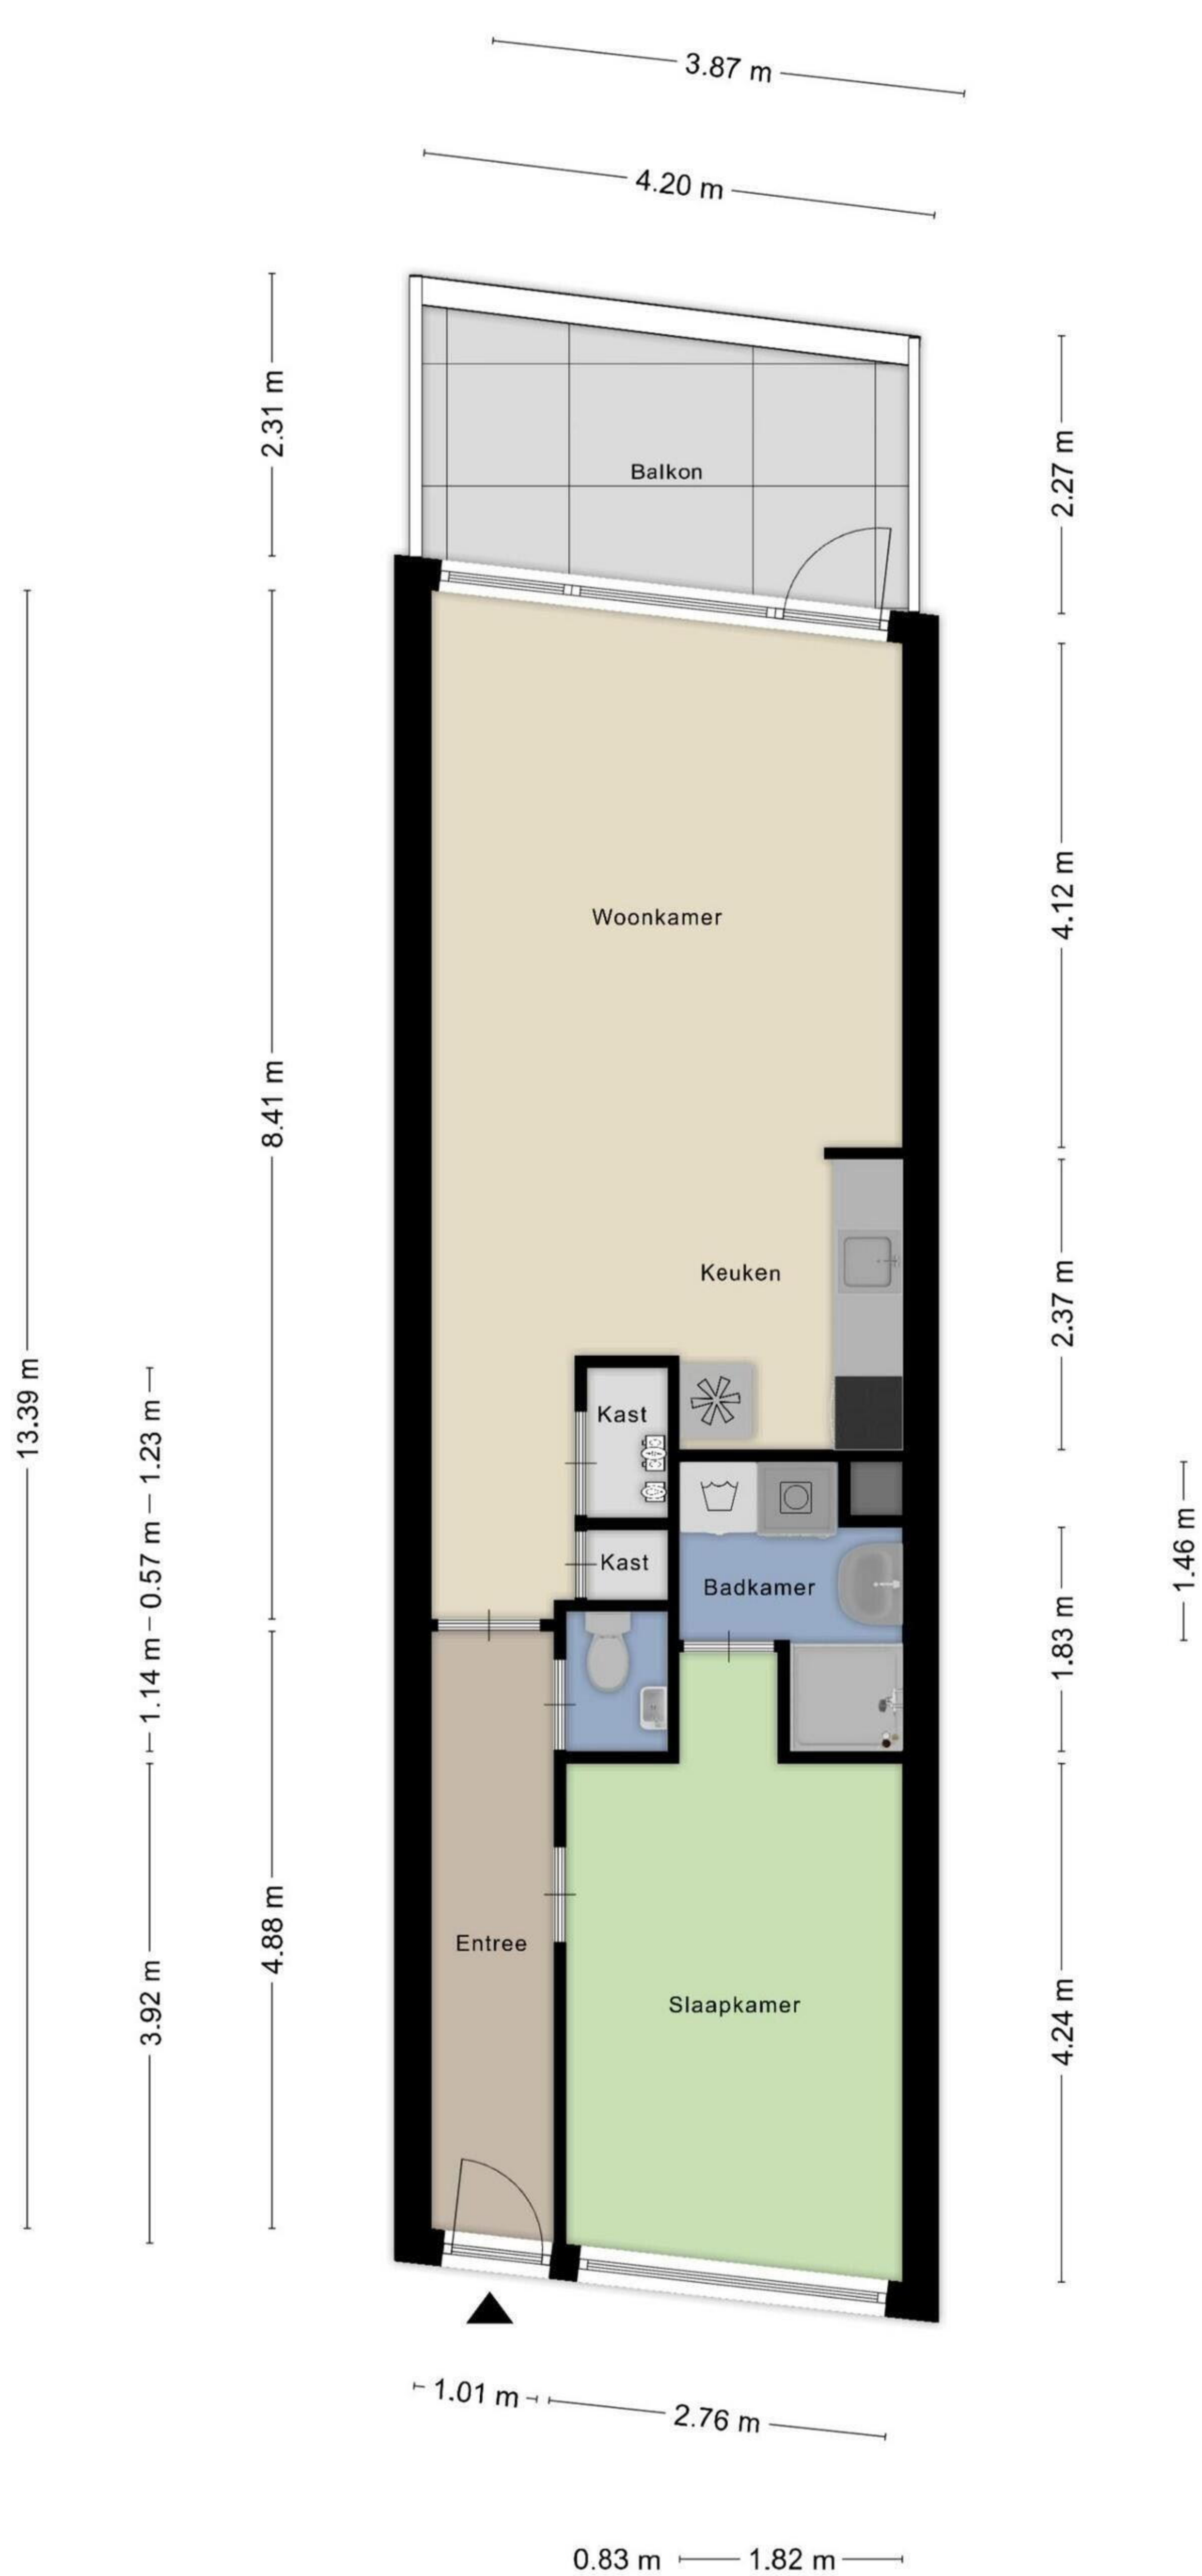 3.87 m
4.20 m
2.31 m
2.27 m
Balkon
Woonkamer
4.12 m
8.41 m
Keuken
2.37 m
13.39 m
1.23 m
Kast
0.57 m
Kast
Badkamer
1.46 m
1.14 m
1.83 m
Entree
4.88 m
3.92 m
Slaapkamer
4.24 m
1.01 m
2.76 m
0.83 m
1.82 m